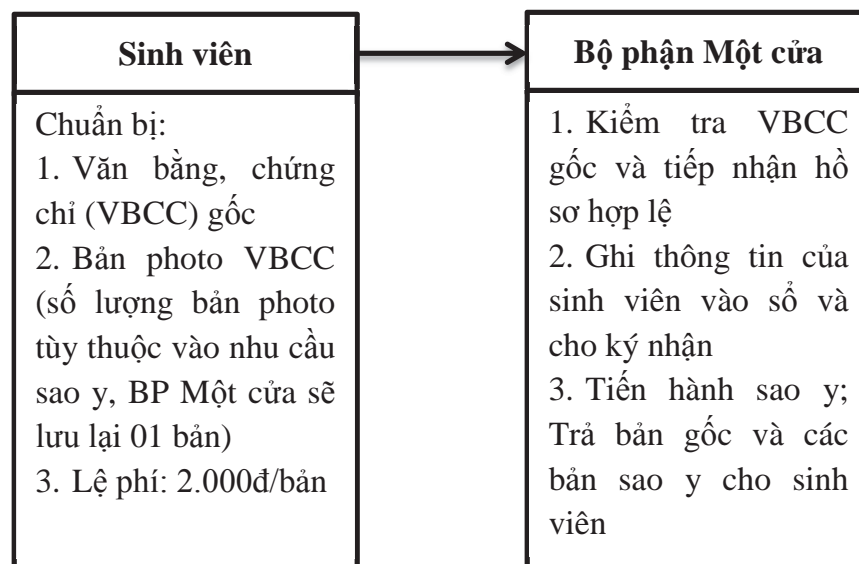 Sinh viên
Chuẩn bị:
1. Văn bằng, chứng
chỉ (VBCC) gốc
2. Bản photo VBCC
(số lượng bản photo
tùy thuộc vào nhu cầu
sao y, BP Một cửa sẽ
lưu lại 01 bản)
3. Lệ phí: 2.000đ/bản
Bộ phận Một cửa
1. Kiểm tra VBCC
gốc và tiếp nhận hồ
sơ hợp lệ
2. Ghi thông tin của
sinh viên vào sổ và
cho ký nhận
3. Tiến hành sao y;
Trả bản gốc và các
bản sao y cho sinh
viên